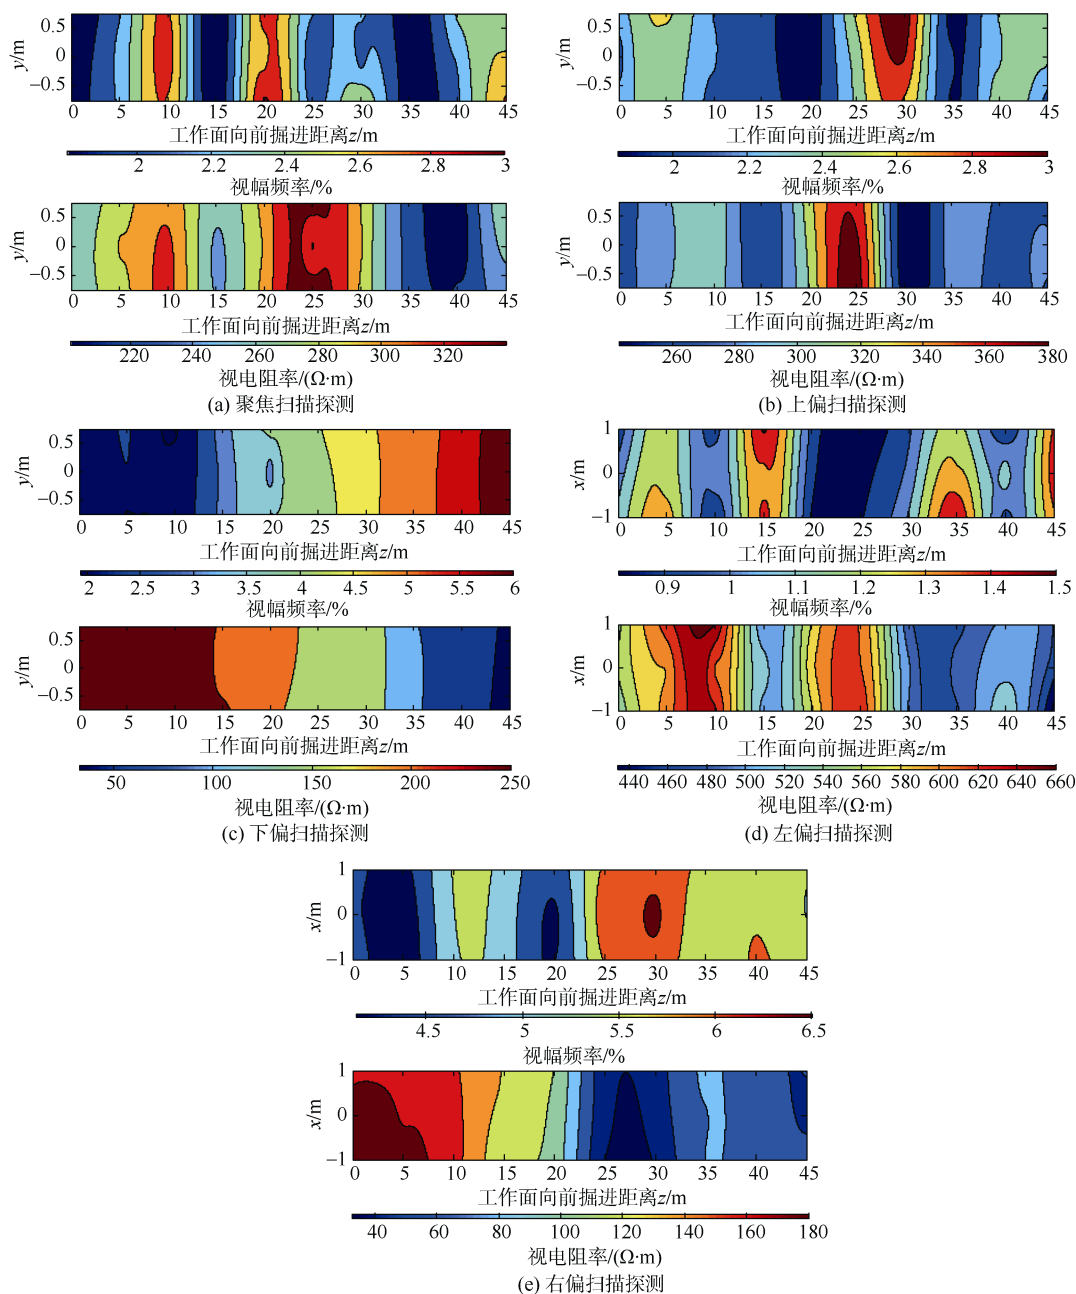 0.5
0
−0.5
y/m
0 5 10 15 20 25 30 35 40 45
工作面向前掘进距离z/m
2 2.2 2.4 2.6 2.8 3
视幅频率/%
0.5
0
−0.5
y/m
0 5 10 15 20 25 30 35 40 45
工作面向前掘进距离z/m
220 240 260 280 300 320
视电阻率/(Ω·m)
(a) 聚焦扫描探测
0.5
0
−0.5
y/m
0 5 10 15 20 25 30 35 40 45
工作面向前掘进距离z/m
2 2.2 2.4 2.6 2.8 3
视幅频率/%
0.5
0
−0.5
y/m
0 5 10 15 20 25 30 35 40 45
工作面向前掘进距离z/m
260 280 300 320 340 360 380
视电阻率/(Ω·m)
(b) 上偏扫描探测
0.5
0
−0.5
y/m
0 5 10 15 20 25 30 35 40 45
工作面向前掘进距离z/m
2 2.5 3 3.5 4 4.5 5 5.5 6
视幅频率/%
0.5
0
−0.5
y/m
0 5 10 15 20 25 30 35 40 45
工作面向前掘进距离z/m
50 100 150 200 250
视电阻率/(Ω·m)
(c) 下偏扫描探测
1
0
−1
x/m
0 5 10 15 20 25 30 35 40 45
工作面向前掘进距离z/m
0.9 1 1.1 1.2 1.3 1.4 1.5
视幅频率/%
1
0
−1
x/m
0 5 10 15 20 25 30 35 40 45
工作面向前掘进距离z/m
440 460 480 500 520 540 560 580 600 620 640 660
视电阻率/(Ω·m)
(d) 左偏扫描探测
1
0
−1
x/m
0 5 10 15 20 25 30 35 40 45
工作面向前掘进距离z/m
4.5 5 5.5 6 6.5
视幅频率/%
1
0
−1
x/m
0 5 10 15 20 25 30 35 40 45
工作面向前掘进距离z/m
40 60 80 100 120 140 160 180
视电阻率/(Ω·m)
(e) 右偏扫描探测